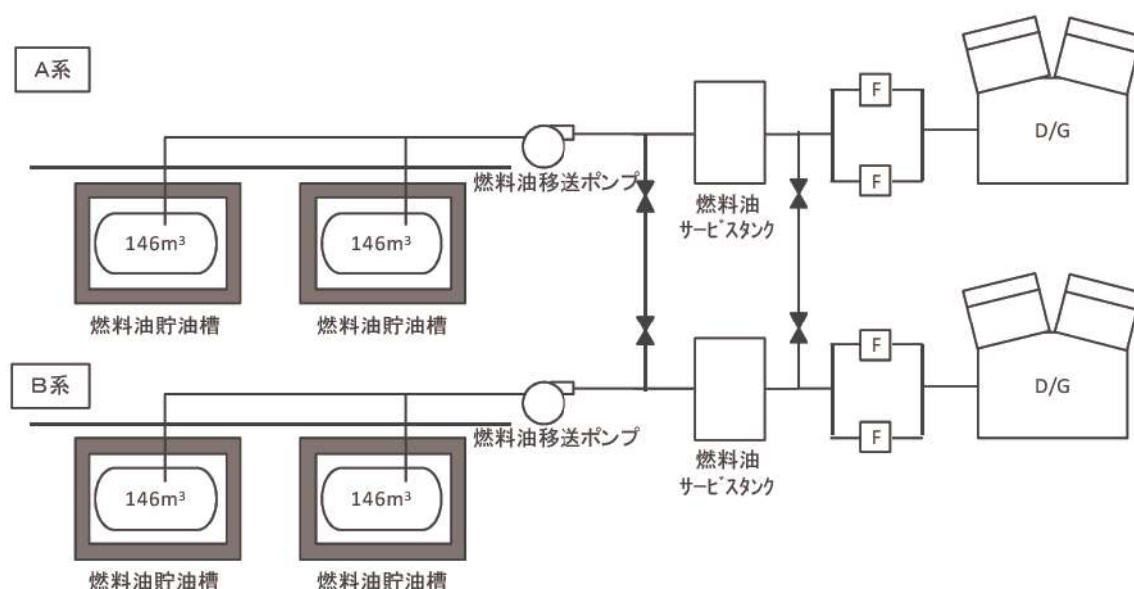 A系
F
D/G
F
燃料油移送ポンプ
燃料油
サービスタンク
146m³
146m³
燃料油貯油槽
燃料油貯油槽
B系
F
D/G
F
燃料油移送ポンプ
燃料油
サービスタンク
146m³
146m³
燃料油貯油槽
燃料油貯油槽